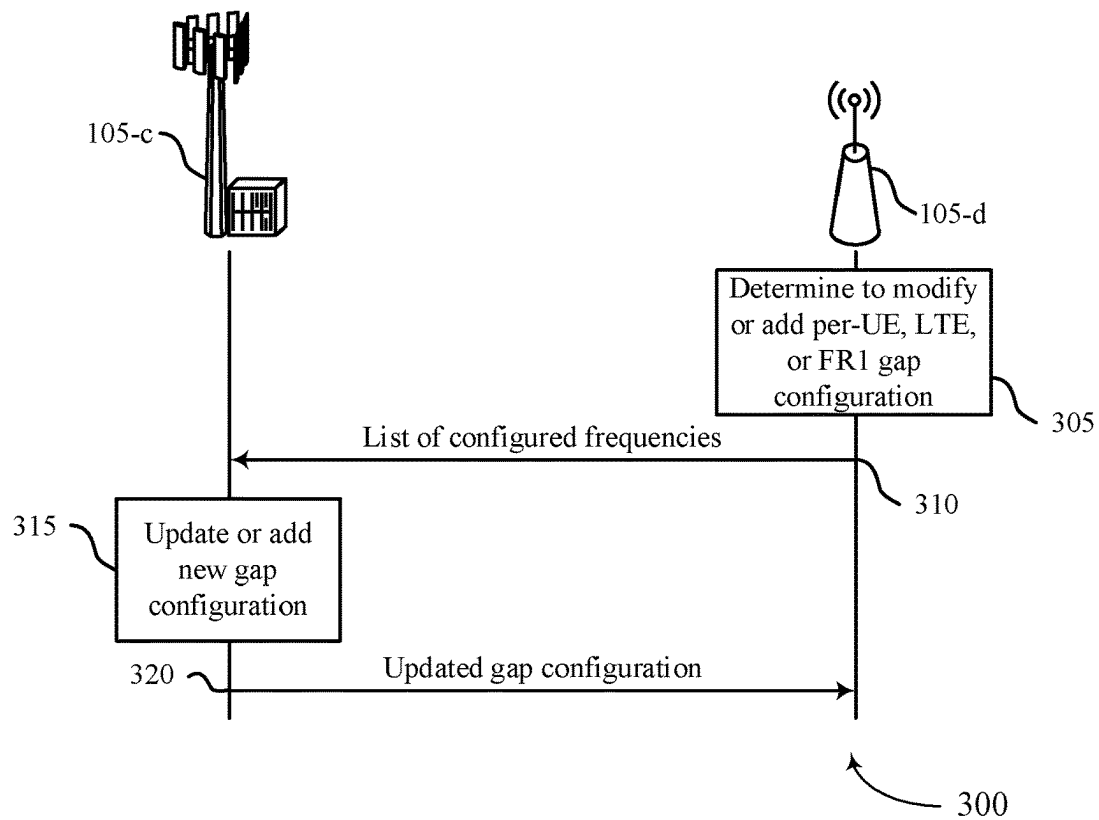 105-c
105-d
Determine to modify
or add per-UE, LTE,
or FR1 gap
configuration
305
List of configured frequencies
310
315
Update or add
new gap
configuration
320
Updated gap configuration
300